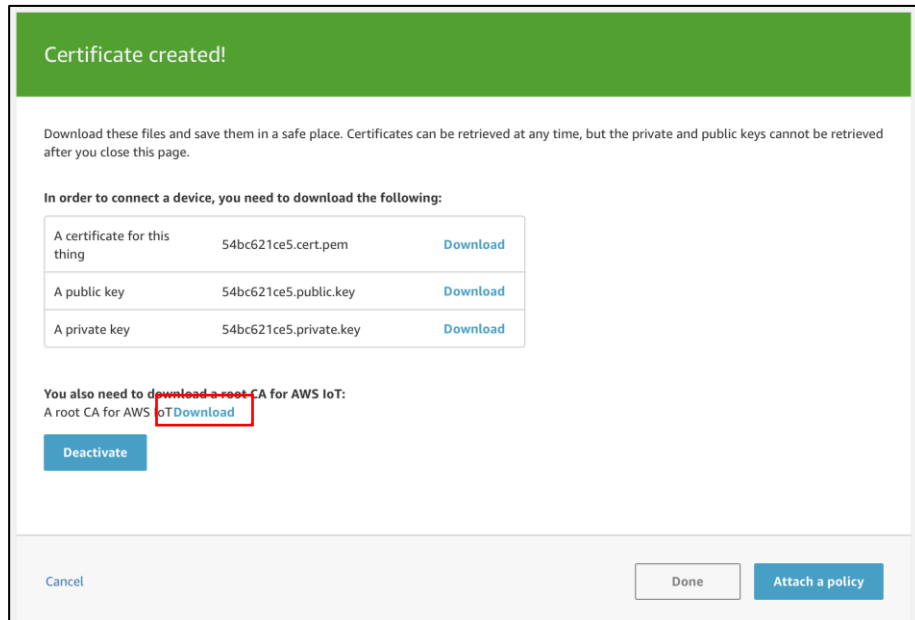 Certificate created!
Download these files and save them in a safe place. Certificates can be retrieved at any time, but the private and public keys cannot be retrieved
after you close this page.
In order to connect a device, you need to download the following:
A certificate for this
thing
54bc621ce5.cert.pem
Download
A public key
54bc621ce5.public.key
Download
A private key
54bc621ce5.private.key
Download
You also need to download a root CA for AWS IoT:
A root CA for AWS IoT Download
Deactivate
Cancel
Done
Attach a policy